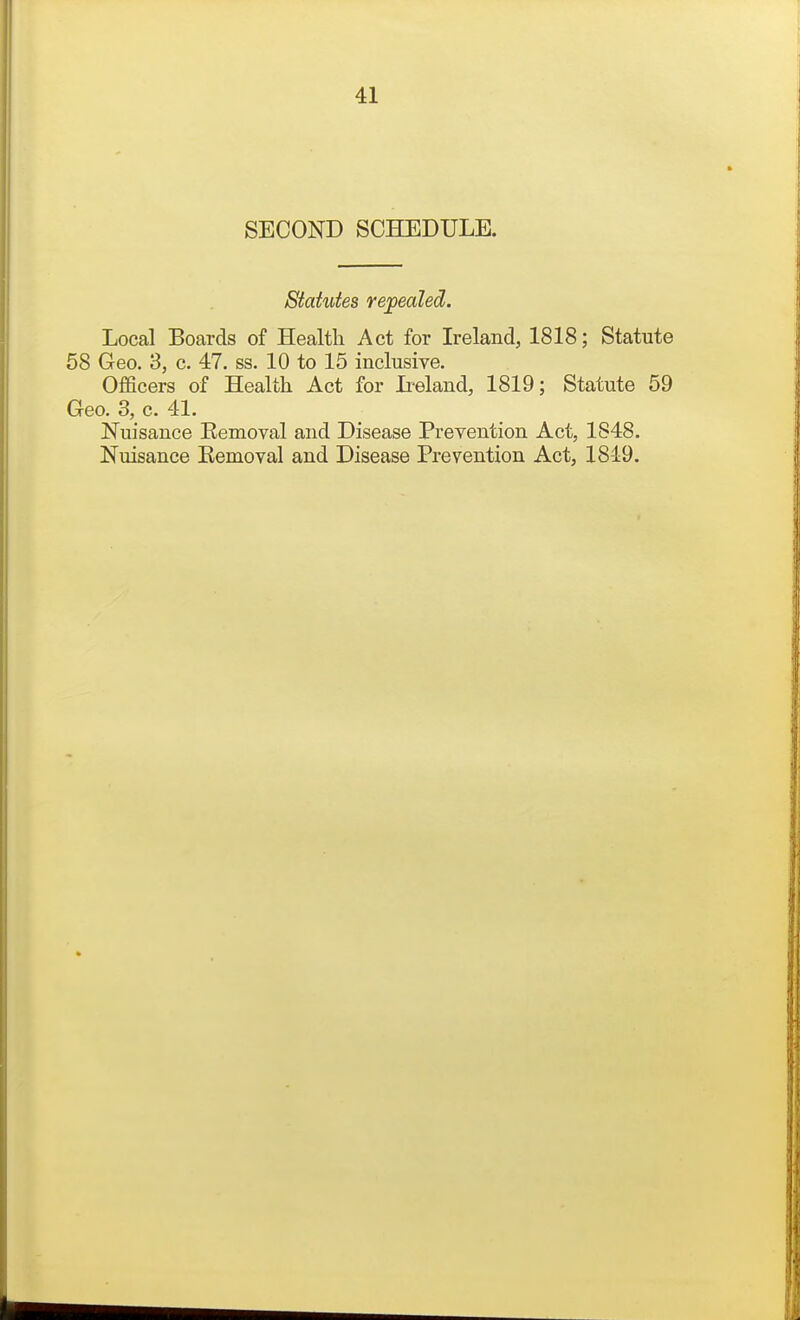 41
SECOND SCHEDULE.
Statutes repealed.
Local Boards of Health Act for Ireland, 1818; Statute
58 Geo. 3, c. 47. ss. 10 to 15 inclusive.
Officers of Health Act for Ireland, 1819; Statute 59
Geo. 3, c. 41.
Nuisance Removal and Disease Prevention Act, 1848.
Nuisance Removal and Disease Prevention Act, 1849.